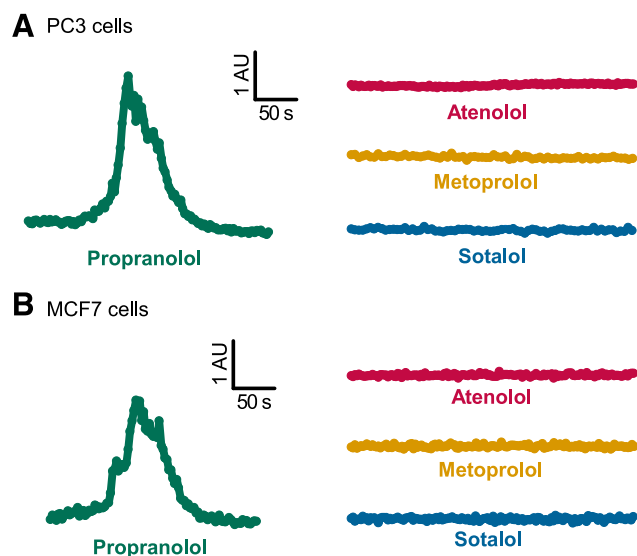 A PC3 cells
1 AU
50 s
Atenolol
Metoprolol
Propranolol
Sotalol
B MCF7 cells
1 AU
50 s
Atenolol
Metoprolol
Propranolol
Sotalol